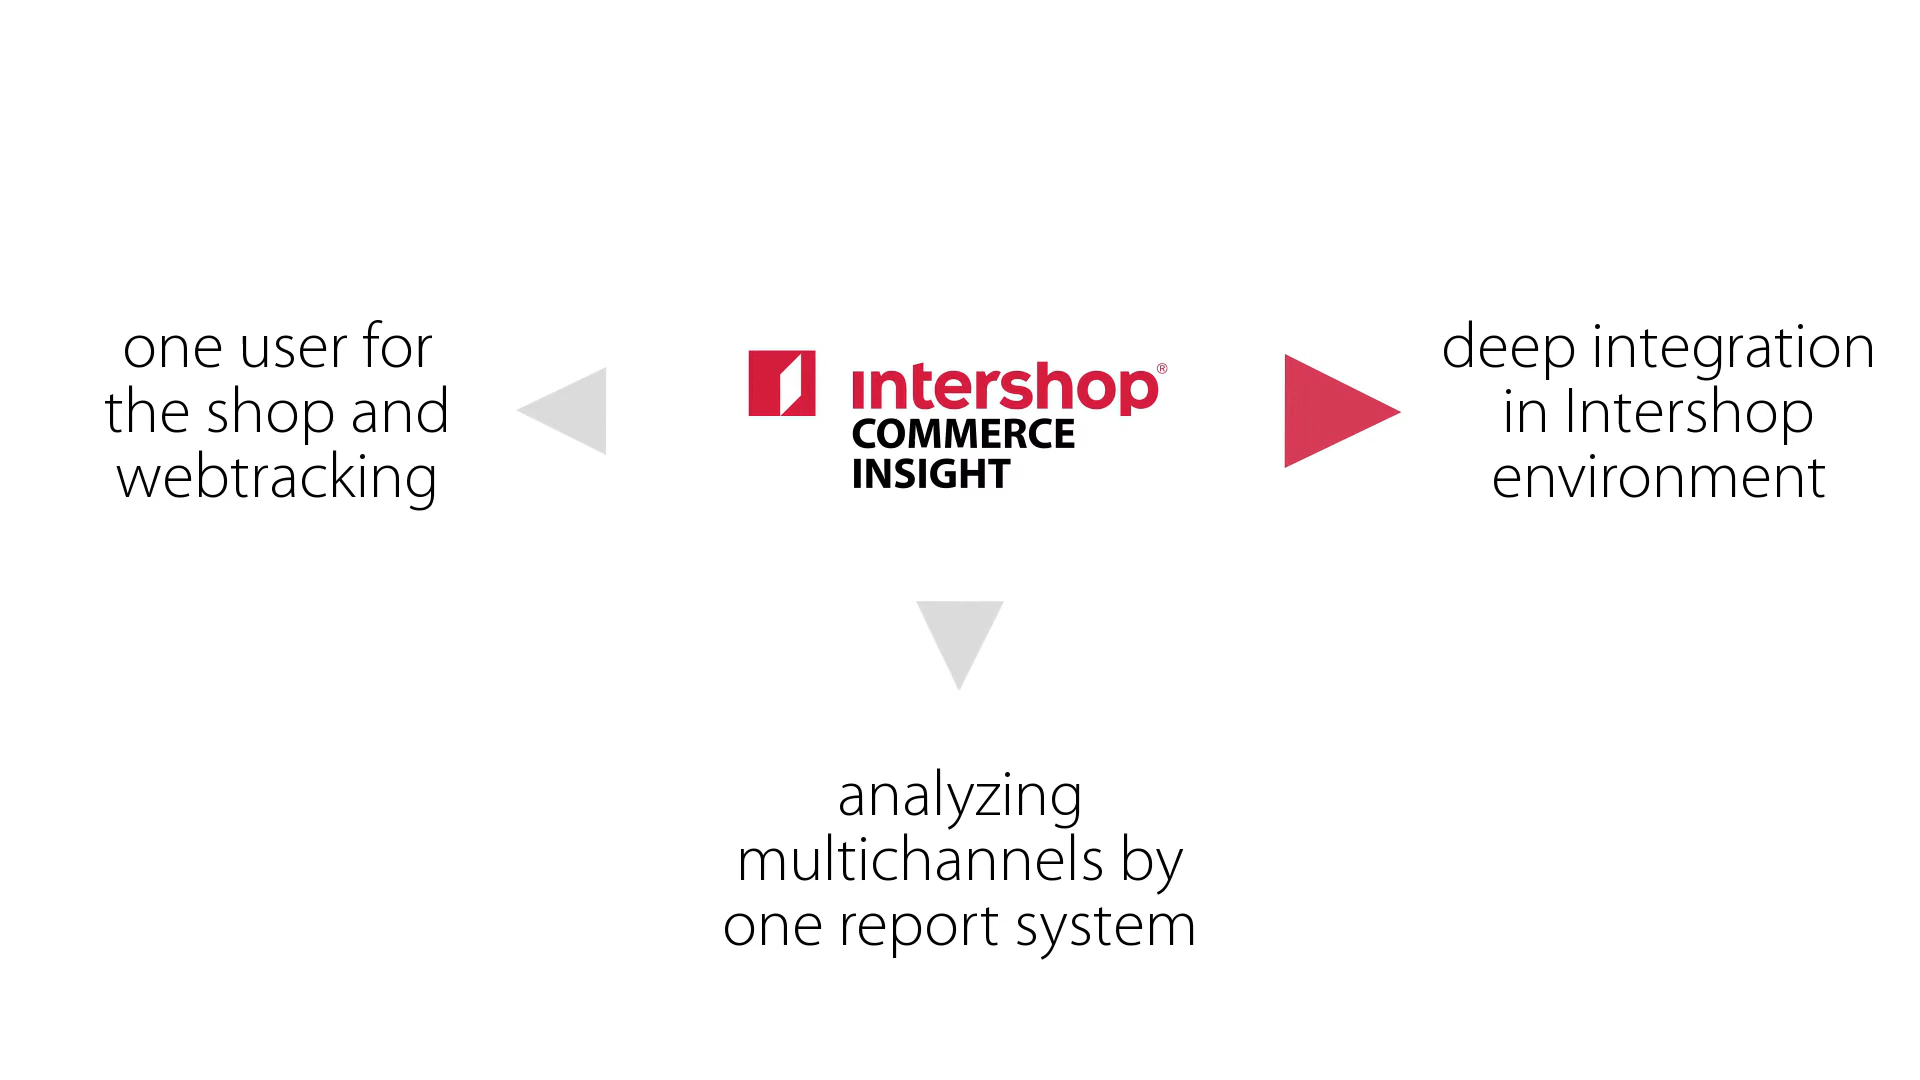 one user for
the shop and
webtracking
intershop®
COMMERCE
INSIGHT
deep integration
in Intershop
environment
analyzing
multichannels by
one report system